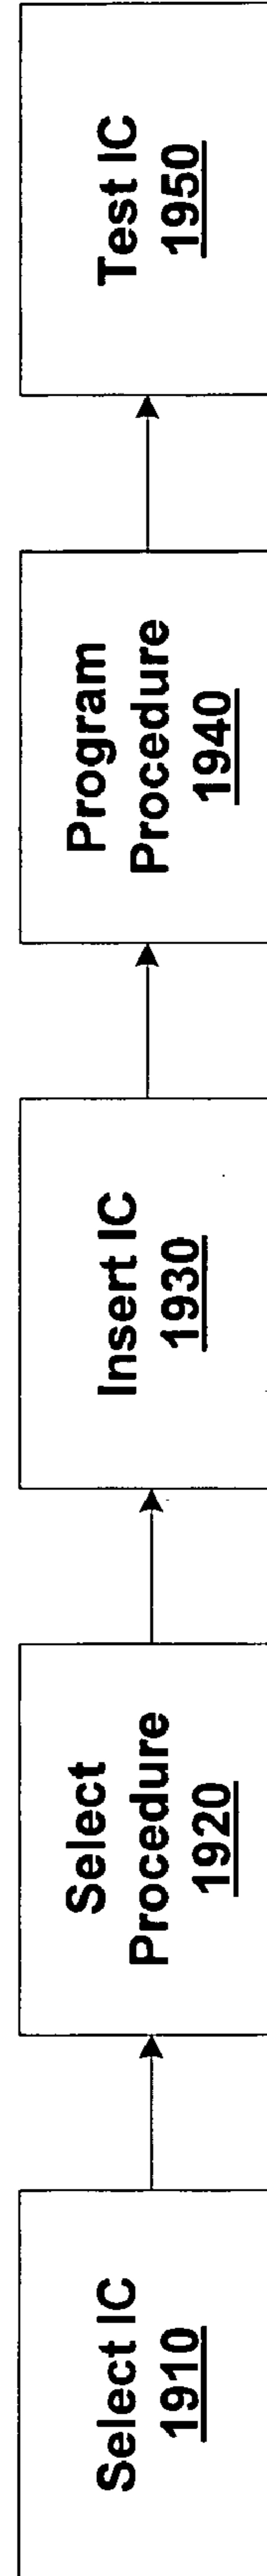 Select IC
1910
Select
Procedure
1920
Insert IC
1930
Program
Procedure
1940
Test IC
1950